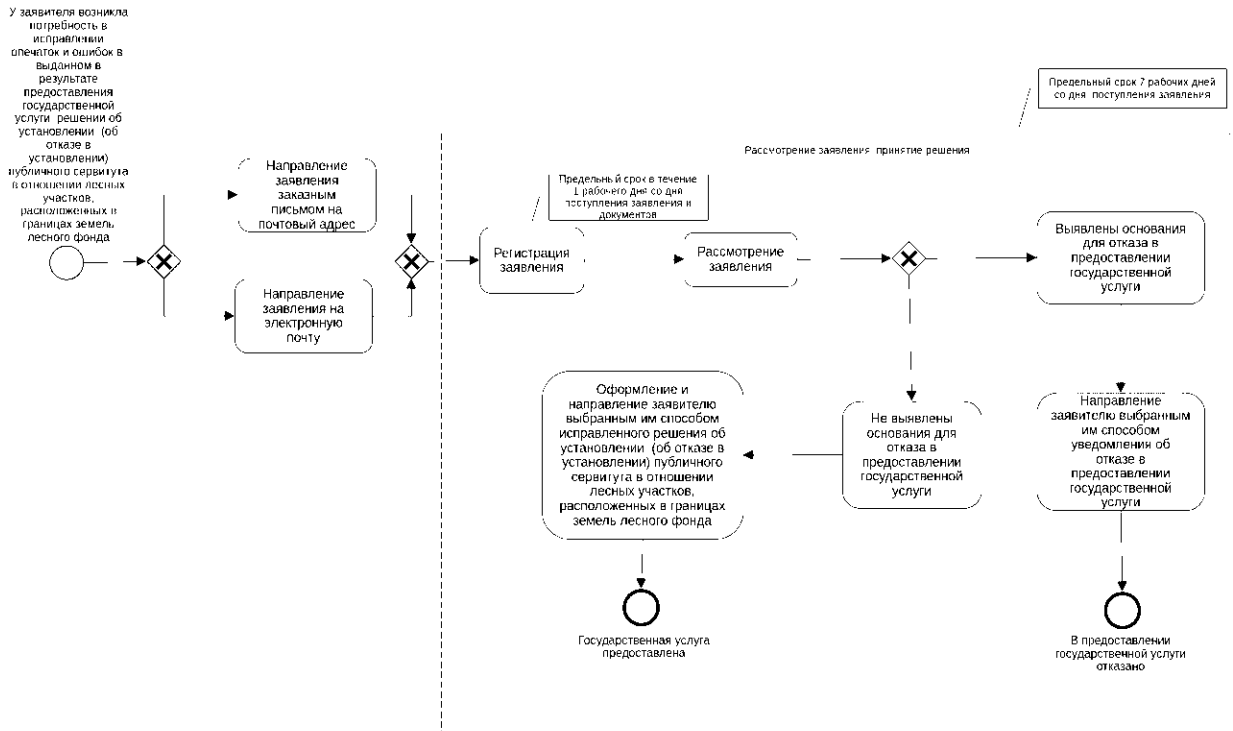 У заявителя возникла
потребность в
исправлении
опечаток и ошибок в
выданном в
результате
предоставления
государственной
услуги решении об
установлении (об
отказе в
установлении)
публичного сервитута
в отношении лесных
участков,
расположенных в
границах земель
лесного фонда
Направление
заявления
заказным
письмом на
почтовый адрес
Направление
заявления на
электронную
почту
Предельный срок в течение
1 рабочего дня со дня
поступления заявления и
документов
Регистрация
заявления
Предельный срок 7 рабочих дней
со дня поступления заявления
Рассмотрение заявления принятие решения
Рассмотрение
заявления
Выявлены основания
для отказа в
предоставлении
государственной
услуги
Оформление и
направление заявителю
выбранным им способом
исправленного решения об
установлении (об отказе в
установлении) публичного
сервитута в отношении
лесных участков,
расположенных в границах
земель лесного фонда
Не выявлены
основания для
отказа в
предоставлении
государственной
услуги
Направление
заявителю выбранным
им способом
уведомления об
отказе в
предоставлении
государственной
услуги
Государственная услуга
предоставлена
В предоставлении
государственной услуги
отказано